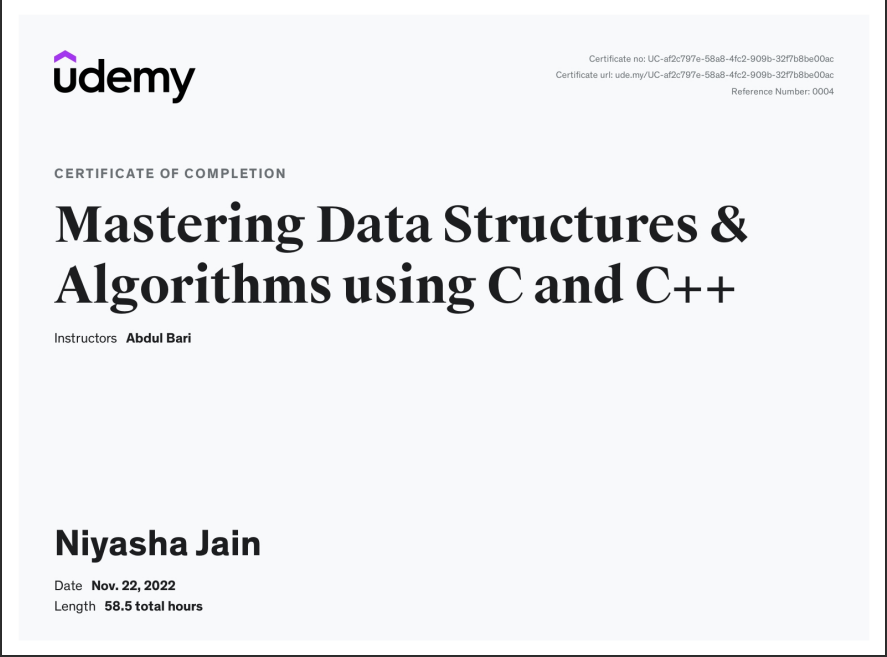 udemy
Certificate no: UC-af2c797e-58a8-4fc2-909b-32f7b8be00ac
Certificate url: ude.my/UC-af2c797e-58a8-4fc2-909b-32f7b8be00ac
Reference Number: 0004
CERTIFICATE OF COMPLETION
Mastering Data Structures &
Algorithms using C and C++
Instructors Abdul Bari
Niyasha Jain
Date Nov. 22, 2022
Length 58.5 total hours